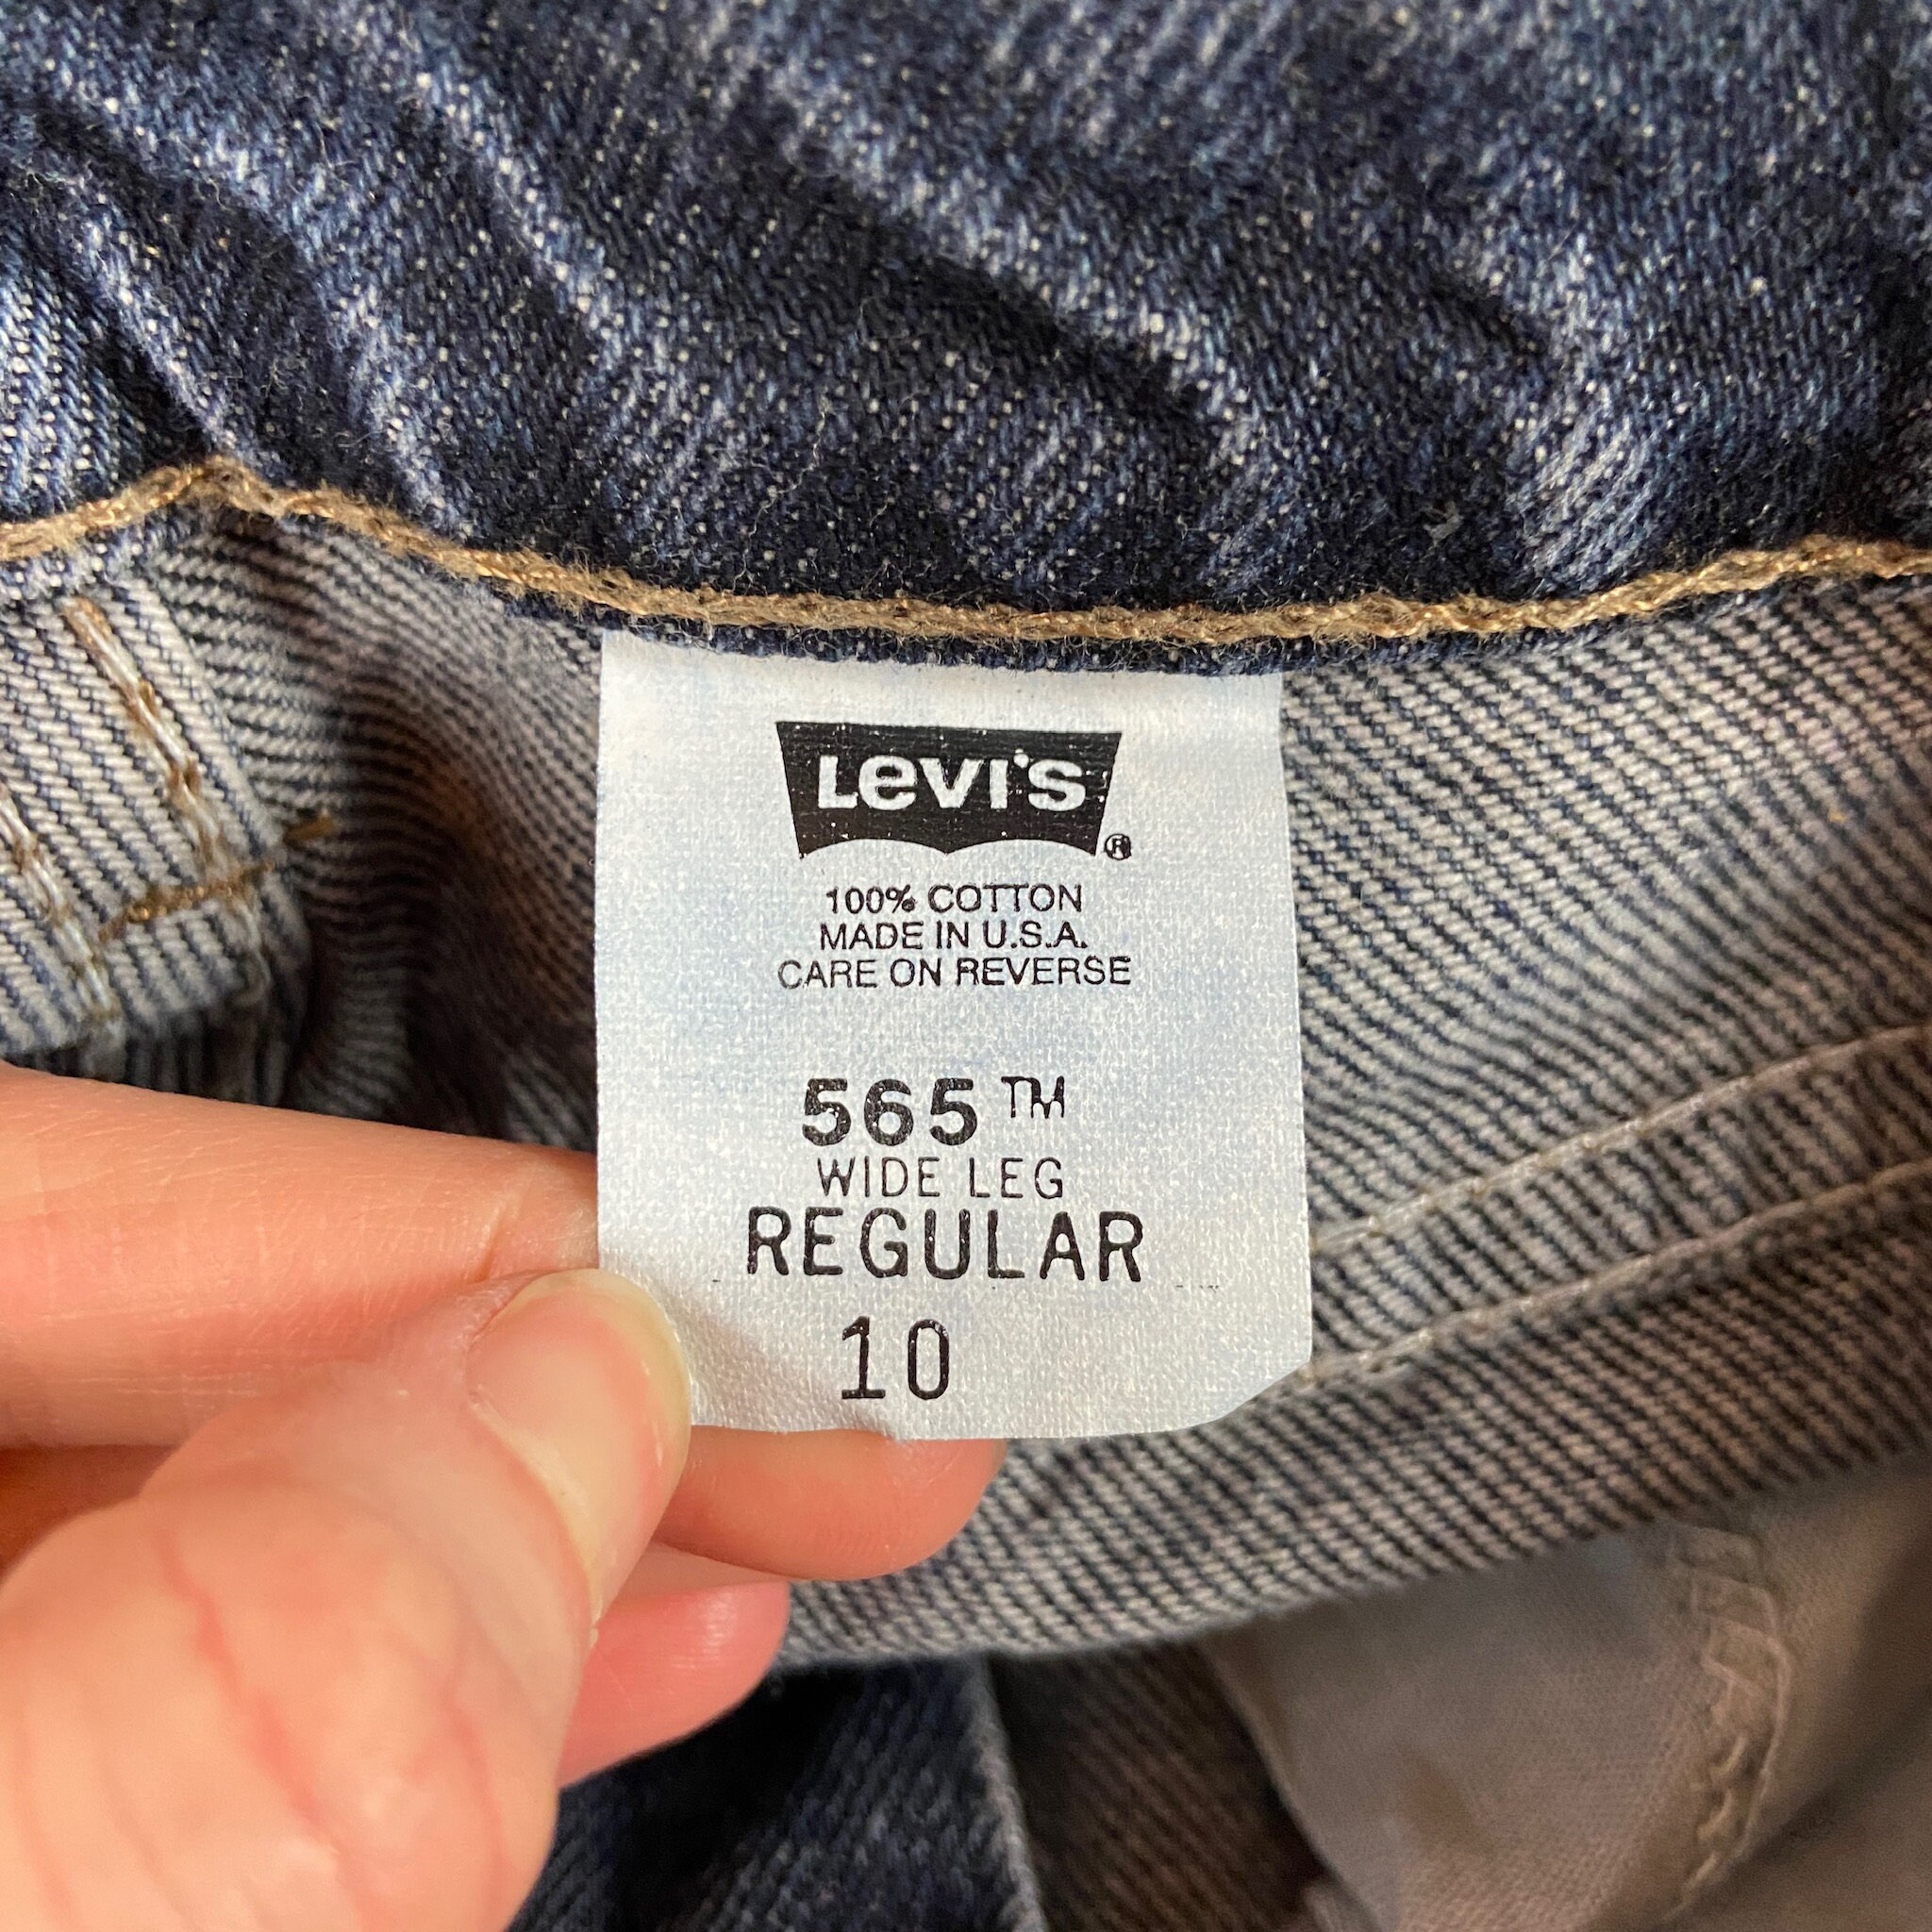 Levi's ®
100% COTTON
MADE IN U.S.A.
CARE ON REVERSE
565™
WIDE LEG
REGULAR
10